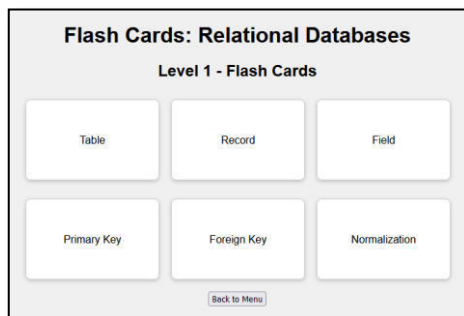 Flash Cards: Relational Databases
Level 1 - Flash Cards
Table Record Field
Primary Key Foreign Key Normalization
Back to Menu